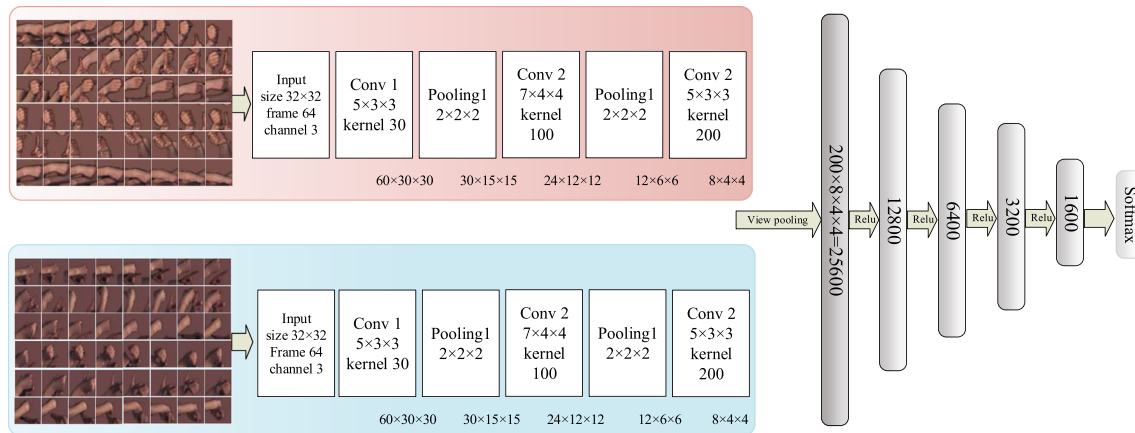 Input
size 32×32
frame 64
channel 3
Conv 1
5×3×3
kernel 30
Pooling1
2×2×2
Conv 2
7×4×4
kernel
100
Pooling1
2×2×2
Conv 2
5×3×3
kernel
200
60×30×30
30×15×15
24×12×12
12×6×6
8×4×4
Input
size 32×32
Frame 64
channel 3
Conv 1
5×3×3
kernel 30
Pooling1
2×2×2
Conv 2
7×4×4
kernel
100
Pooling1
2×2×2
Conv 2
5×3×3
kernel
200
60×30×30
30×15×15
24×12×12
12×6×6
8×4×4
View pooling
200×8×4×4=25600
Relu
12800
Relu
6400
Relu
3200
Relu
1600
Softmax